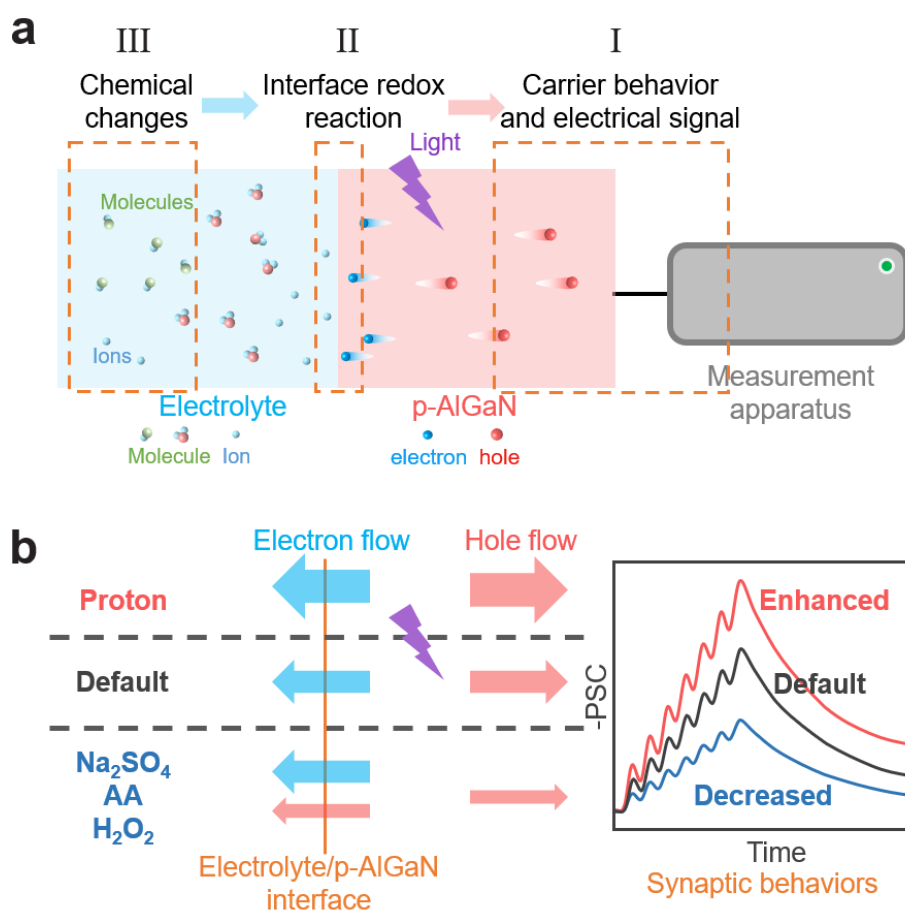 a
III
II
I
Chemical
changes
Interface redox
reaction
Carrier behavior
and electrical signal
Light
Molecules
Ions
Electrolyte
p-AlGaN
Measurement
apparatus
Molecule
Ion
electron
hole
b
Electron flow
Hole flow
Proton
Default
Na₂SO₄
AA
H₂O₂
Electrolyte/p-AlGaN
interface
-PSC
Enhanced
Default
Decreased
Time
Synaptic behaviors